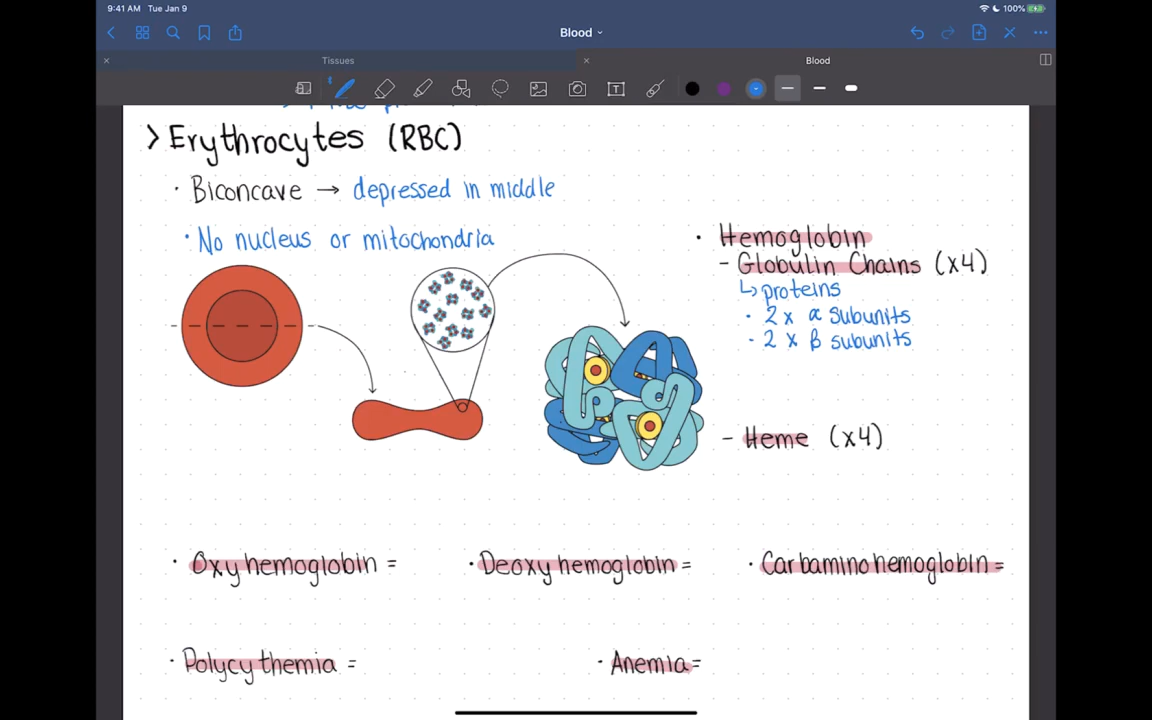 9:41 AM Tue Jan 9
100%
Blood
Tissues
Blood
> Erythrocytes (RBC)
· Biconcave → depressed in middle
· No nucleus or mitochondria
· Hemoglobin
- Globulin Chains (x4)
↳ proteins
· 2 x α subunits
· 2 x β subunits
- Heme (x4)
· Oxyhemoglobin =
· Deoxyhemoglobin =
· Carbaminohemoglobin =
· Polycythemia =
· Anemia =